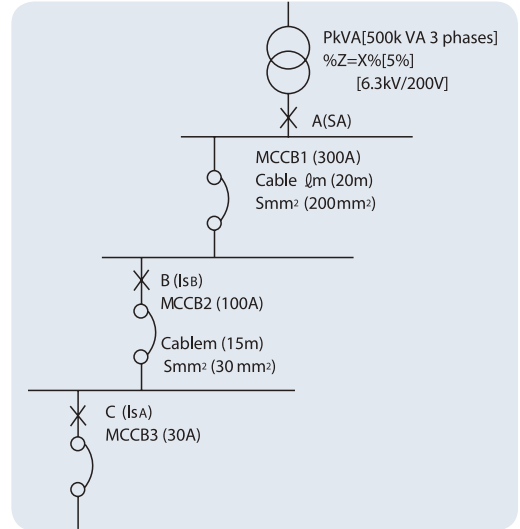 PkVA[500k VA 3 phases]
%Z=X%[5%]
[6.3kV/200V]
A(SA)
MCCB1 (300A)
Cable ℓm (20m)
Smm² (200mm²)
B (IsB)
MCCB2 (100A)
Cablem (15m)
Smm² (30 mm²)
C (IsA)
MCCB3 (30A)